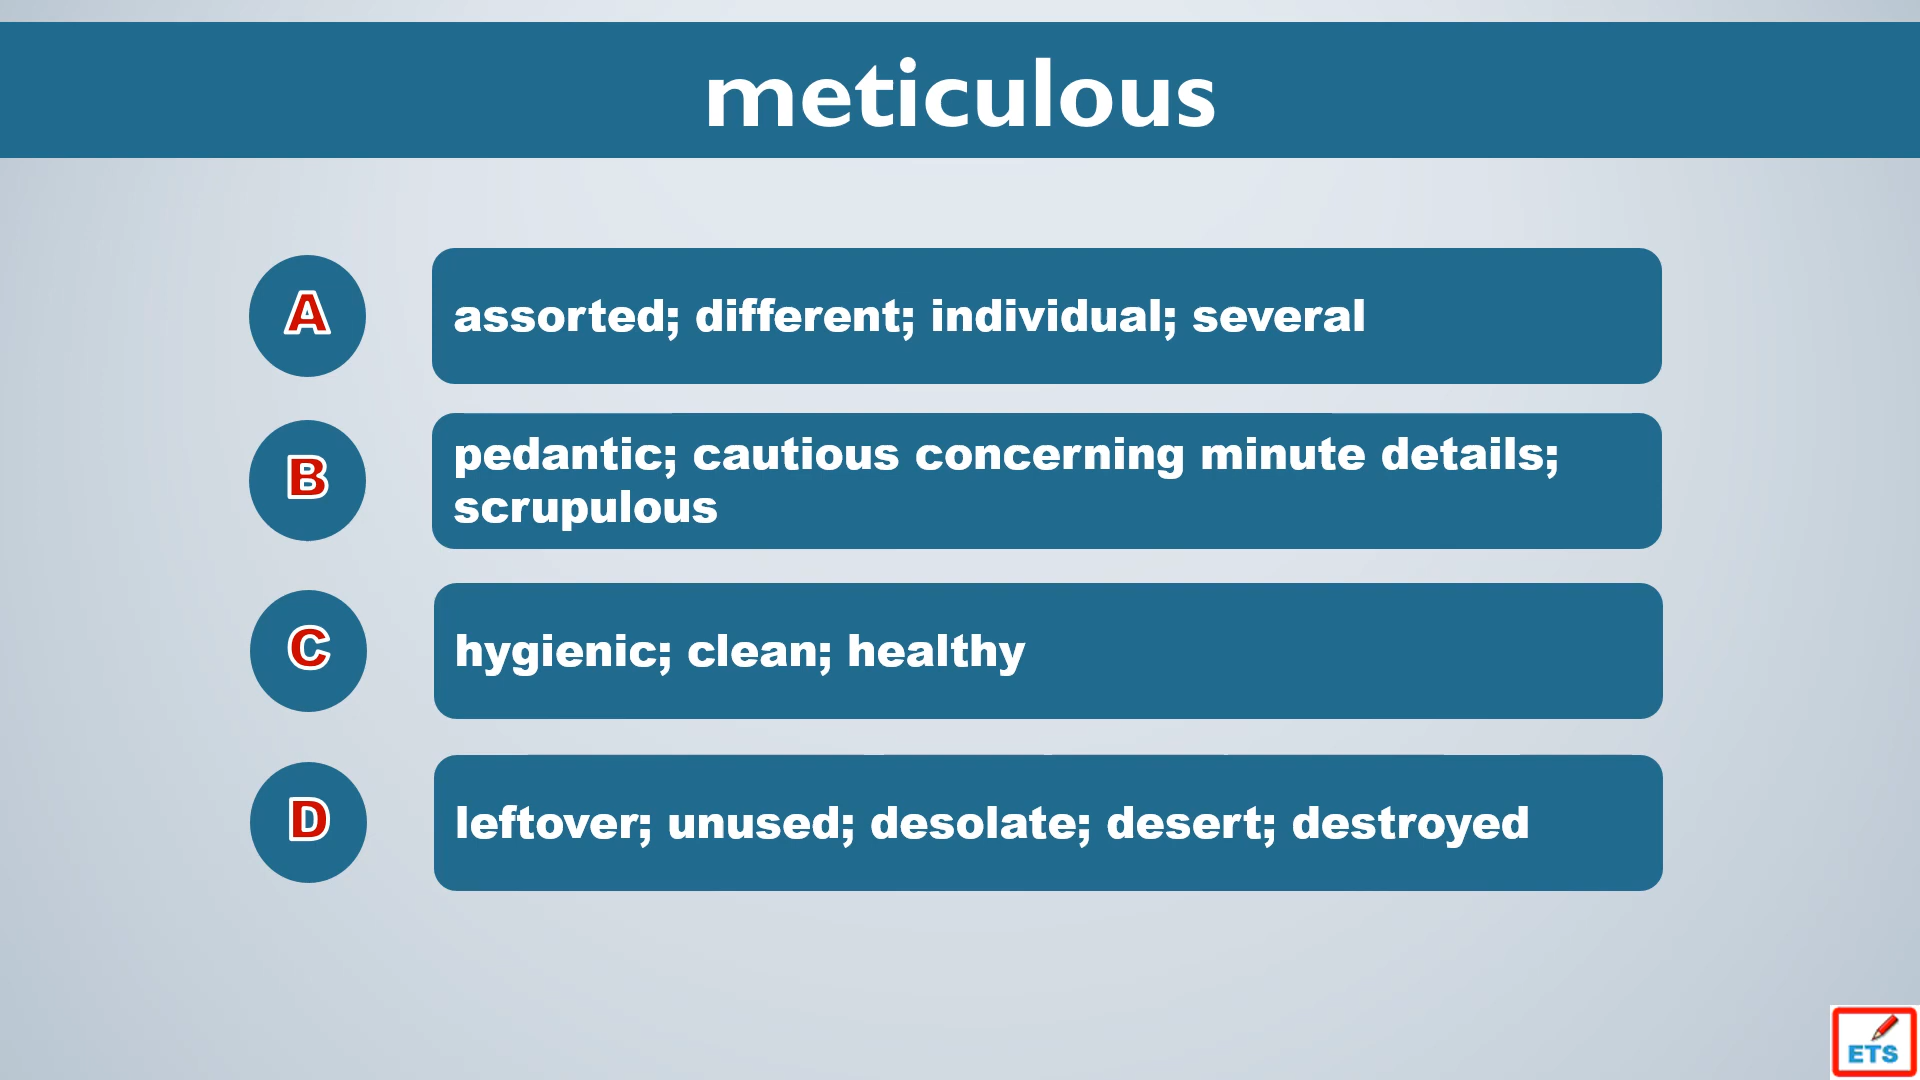 meticulous
A
assorted; different; individual; several
B
pedantic; cautious concerning minute details;
scrupulous
C
hygienic; clean; healthy
D
leftover; unused; desolate; desert; destroyed
ETS